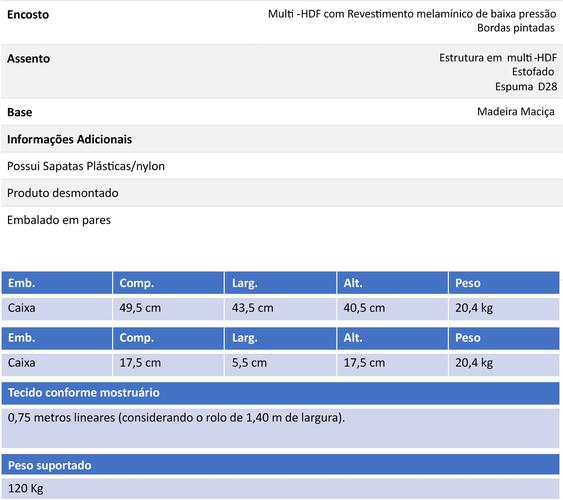 Encosto Multi -HDF com Revestimento melamínico de baixa pressão
Bordas pintadas
Assento Estrutura em multi-HDF
Estofado
Espuma D28
Base Madeira Maciça
Informações Adicionais
Possui Sapatas Plásticas/nylon
Produto desmontado
Embalado em pares
Emb. Comp. Larg. Alt. Peso
Caixa 49,5 cm 43,5 cm 40,5 cm 20,4 kg
Emb. Comp. Larg. Alt. Peso
Caixa 17,5 cm 5,5 cm 17,5 cm 20,4 kg
Tecido conforme mostruário
0,75 metros lineares (considerando o rolo de 1,40 m de largura).
Peso suportado
120 Kg